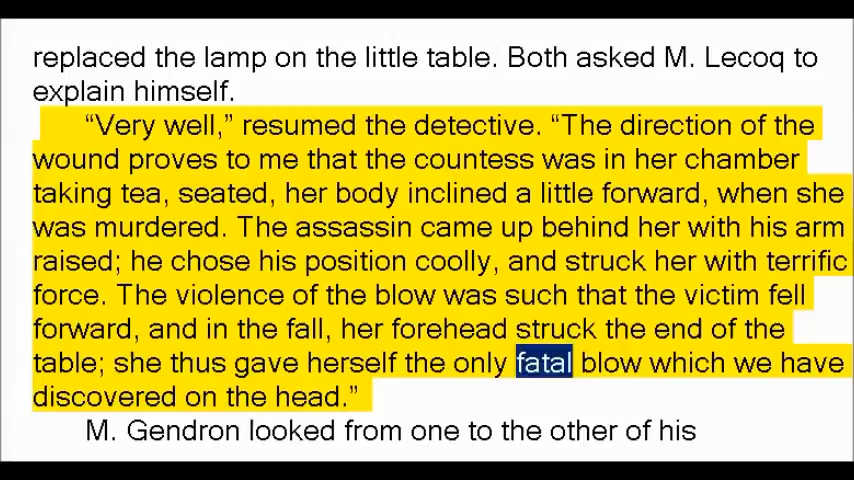 replaced the lamp on the little table. Both asked M. Lecoq to
explain himself.
“Very well,” resumed the detective. “The direction of the
wound proves to me that the countess was in her chamber
taking tea, seated, her body inclined a little forward, when she
was murdered. The assassin came up behind her with his arm
raised; he chose his position coolly, and struck her with terrific
force. The violence of the blow was such that the victim fell
forward, and in the fall, her forehead struck the end of the
table; she thus gave herself the only fatal blow which we have
discovered on the head.”
M. Gendron looked from one to the other of his